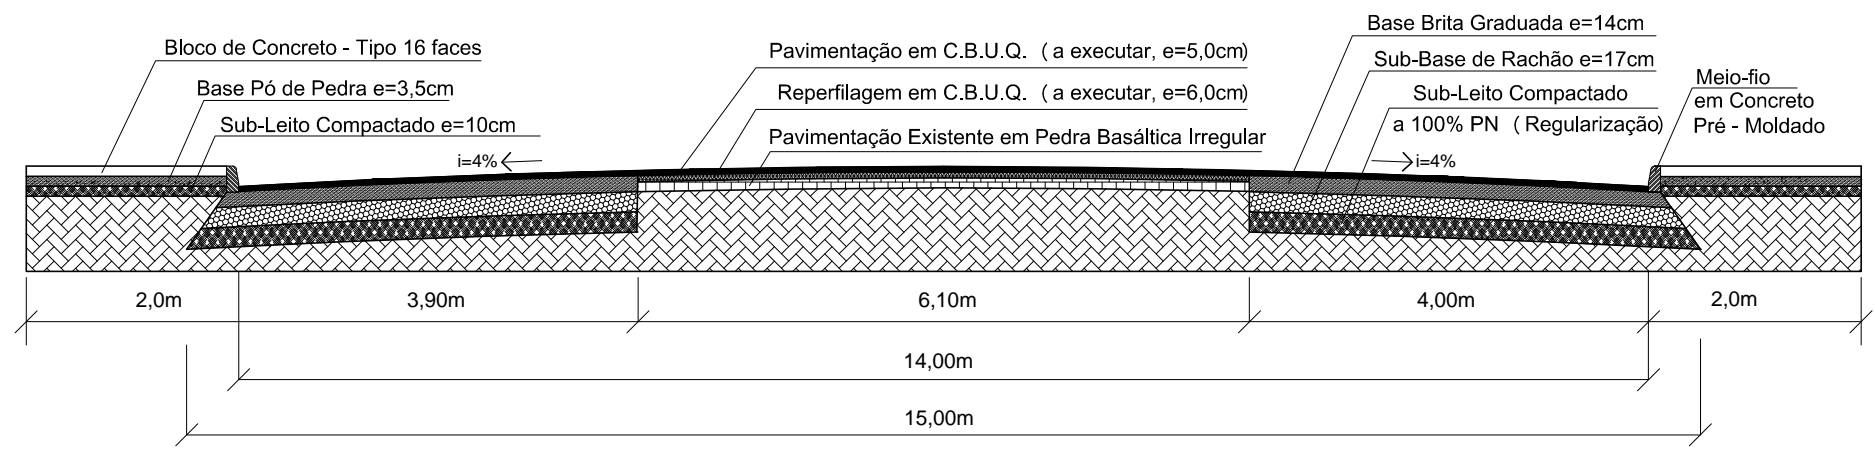 Bloco de Concreto - Tipo 16 faces
Base Pó de Pedra e=3,5cm
Sub-Leito Compactado e=10cm
i=4%
Pavimentação em C.B.U.Q. ( a executar, e=5,0cm)
Reperfilagem em C.B.U.Q. ( a executar, e=6,0cm)
Pavimentação Existente em Pedra Basáltica Irregular
Base Brita Graduada e=14cm
Sub-Base de Rachão e=17cm
Sub-Leito Compactado
a 100% PN ( Regularização)
i=4%
Meio-fio
em Concreto
Pré - Moldado
2,0m
3,90m
6,10m
4,00m
2,0m
14,00m
15,00m